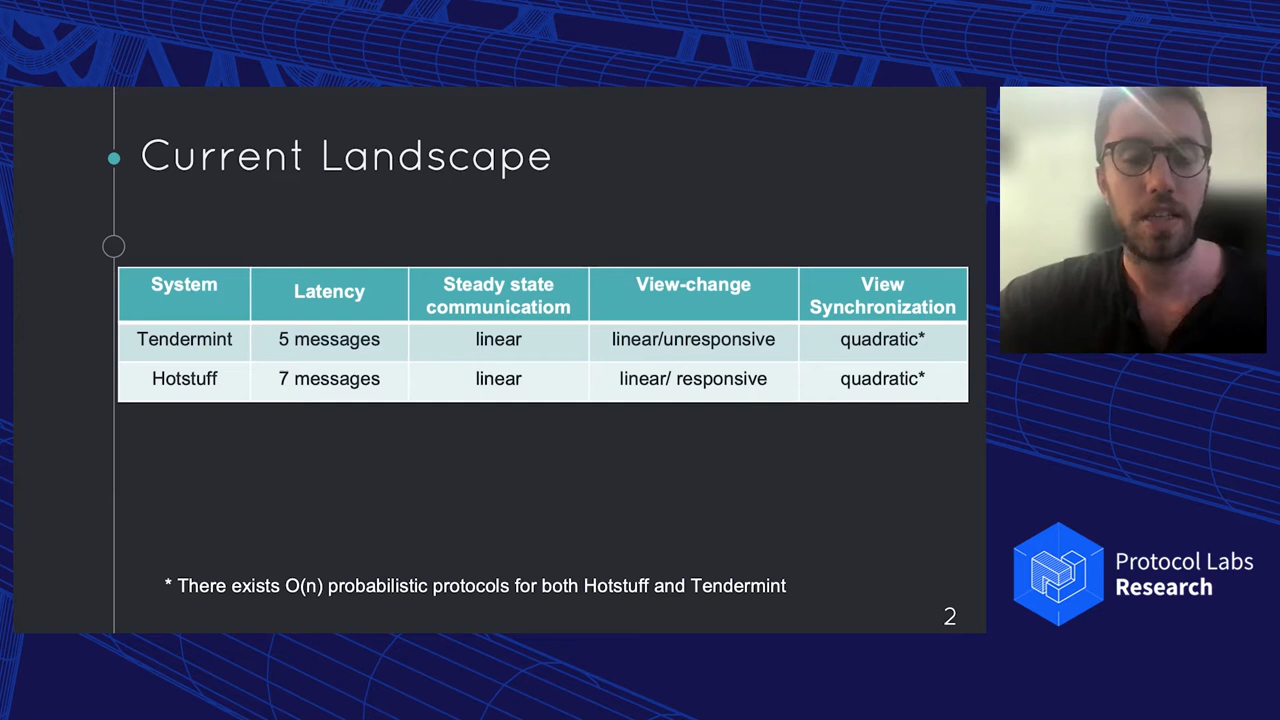 Current Landscape
System Latency Steady state communicatiom View-change View Synchronization
Tendermint 5 messages linear linear/unresponsive quadratic*
Hotstuff 7 messages linear linear/ responsive quadratic*
* There exists O(n) probabilistic protocols for both Hotstuff and Tendermint
2
Protocol Labs
Research